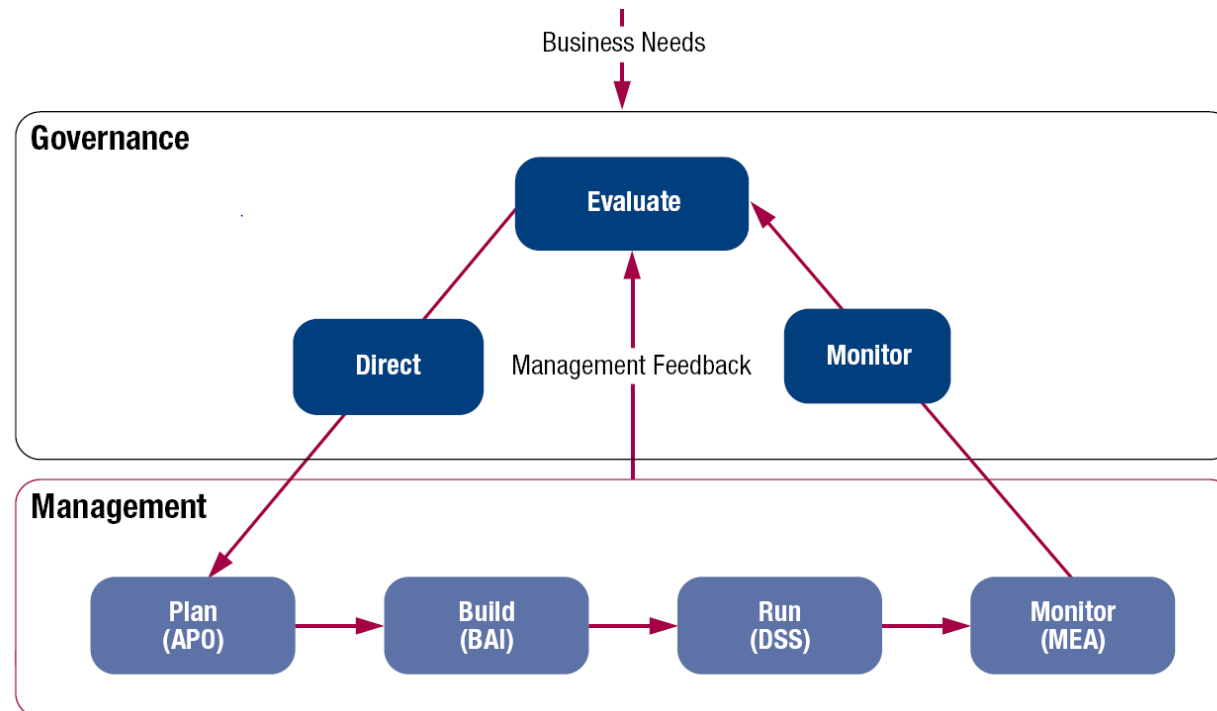 Business Needs
Governance
Evaluate
Direct
Management Feedback
Monitor
Management
Plan
(APO)
Build
(BAI)
Run
(DSS)
Monitor
(MEA)